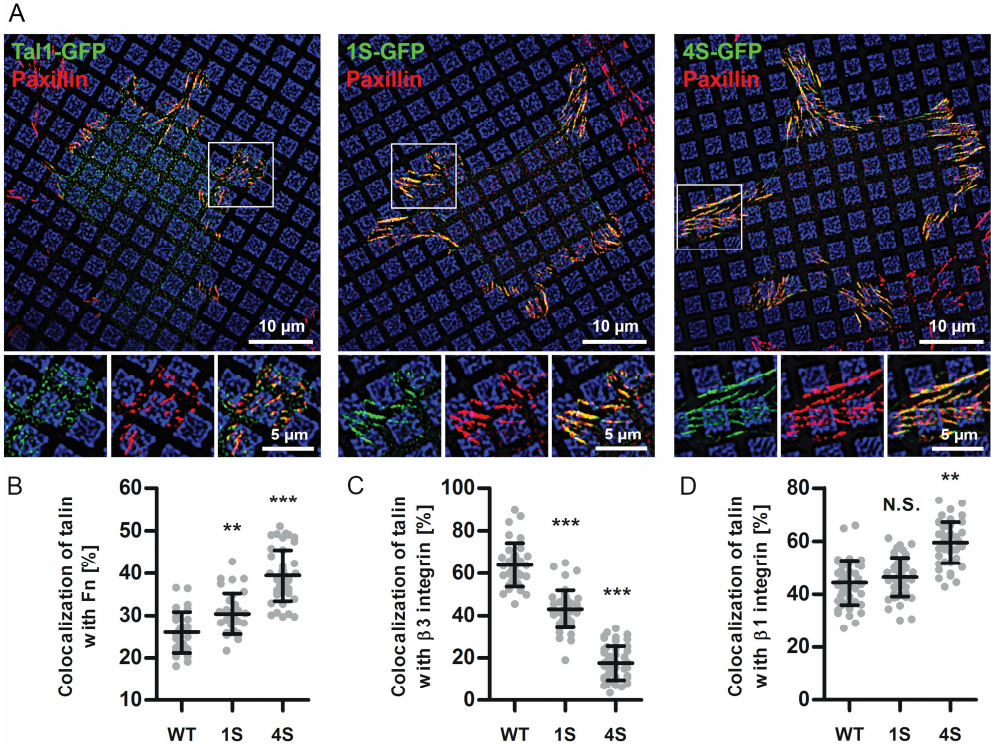 A
Tal1-GFP
Paxillin
10 μm
1S-GFP
Paxillin
10 μm
4S-GFP
Paxillin
10 μm
5 μm
5 μm
5 μm
B
Colocalization of talin
with Fn [%]
60
50
40
30
20
10
**
***
WT 1S 4S
C
Colocalization of talin
with β3 integrin [%]
100
80
60
40
20
0
***
***
WT 1S 4S
D
Colocalization of talin
with β1 integrin [%]
80
60
40
20
0
N.S.
**
WT 1S 4S